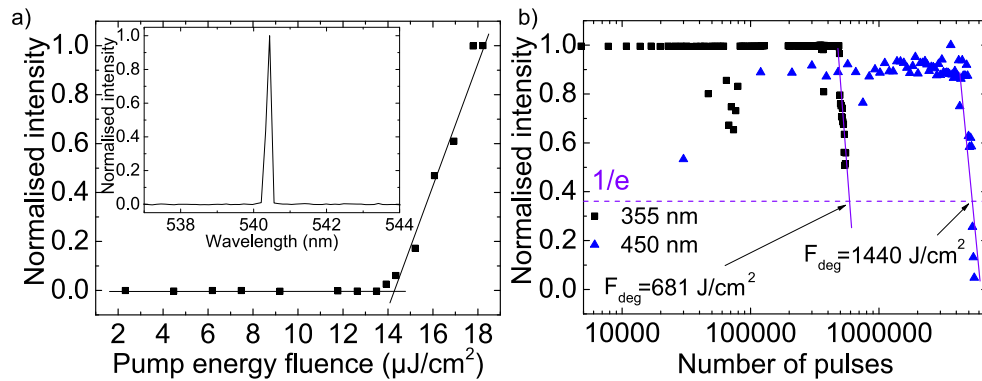 a)
Normalised intensity
1.0
0.8
0.6
0.4
0.2
0.0
2 4 6 8 10 12 14 16 18
Pump energy fluence (µJ/cm²)
Normalised intensity
1.0
0.8
0.6
0.4
0.2
0.0
538 540 542 544
Wavelength (nm)
b)
Normalised intensity
1.0
0.8
0.6
0.4
0.2
0.0
1/e
355 nm
450 nm
F_deg=681 J/cm²
F_deg=1440 J/cm²
10000 100000 1000000
Number of pulses